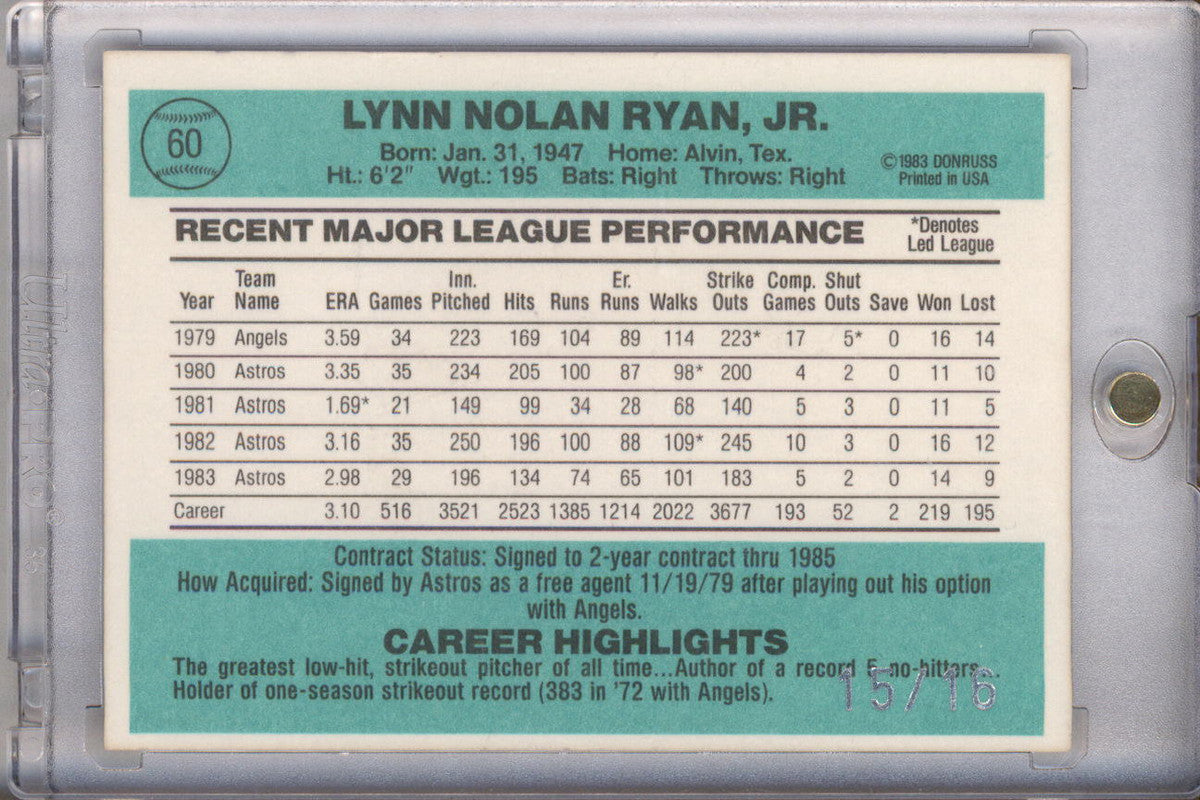 60
LYNN NOLAN RYAN, JR.
Born: Jan. 31, 1947 Home: Alvin, Tex.
Ht.: 6'2" Wgt.: 195 Bats: Right Throws: Right
©1983 DONRUSS
Printed in USA
RECENT MAJOR LEAGUE PERFORMANCE
*Denotes
Led League
Year Team Name ERA Games Inn. Pitched Hits Runs Er. Runs Walks Strike Outs Comp. Games Shut Outs Save Won Lost
1979 Angels 3.59 34 223 169 104 89 114 223* 17 5* 0 16 14
1980 Astros 3.35 35 234 205 100 87 98* 200 4 2 0 11 10
1981 Astros 1.69* 21 149 99 34 28 68 140 5 3 0 11 5
1982 Astros 3.16 35 250 196 100 88 109* 245 10 3 0 16 12
1983 Astros 2.98 29 196 134 74 65 101 183 5 2 0 14 9
Career 3.10 516 3521 2523 1385 1214 2022 3677 193 52 2 219 195
Contract Status: Signed to 2-year contract thru 1985
How Acquired: Signed by Astros as a free agent 11/19/79 after playing out his option
with Angels.
CAREER HIGHLIGHTS
The greatest low-hit, strikeout pitcher of all time...Author of a record 5 no-hitters...
Holder of one-season strikeout record (383 in '72 with Angels).
15/16
Ultra PRO